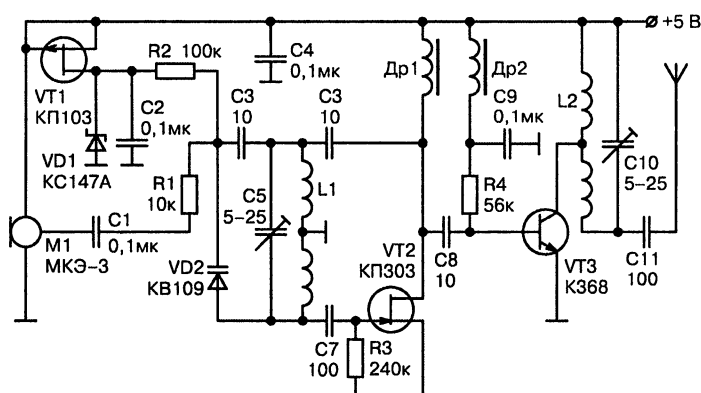 +5 В
R2 100к
C4
0,1мк
Др1
Др2
L2
VT1
КП103
C2
0,1мк
C3
10
C3
10
C9
0,1мк
C10
5–25
VD1
КС147А
R1
10к
C5
5–25
L1
R4
56к
M1
МКЭ–3
C1
0,1мк
VD2
КВ109
VT2
КП303
C8
10
VT3
К368
C11
100
C7
100
R3
240к